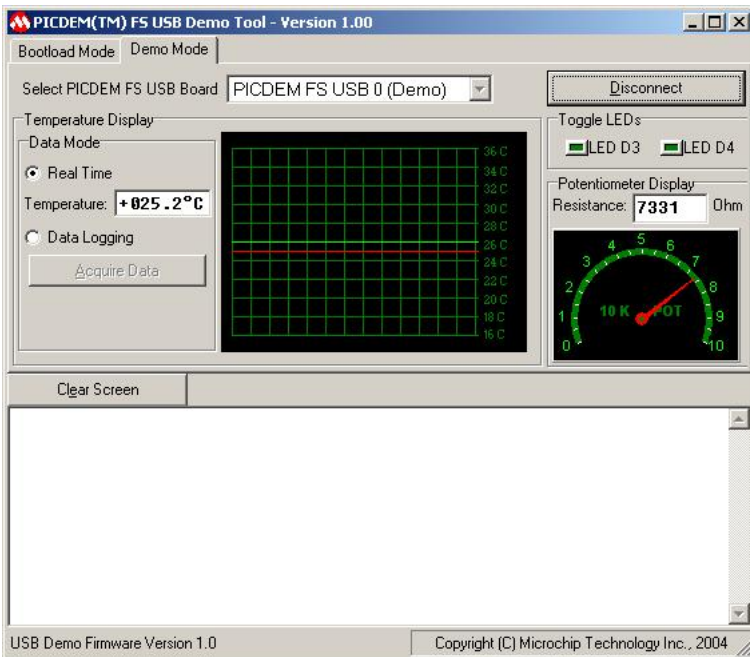 PICDEM(TM) FS USB Demo Tool - Version 1.00
Bootload Mode
Demo Mode
Select PICDEM FS USB Board
PICDEM FS USB 0 (Demo)
Disconnect
Temperature Display
Data Mode
Real Time
Temperature: +025.2°C
Data Logging
Acquire Data
36 C
34 C
32 C
30 C
28 C
26 C
24 C
22 C
20 C
18 C
16 C
Toggle LEDs
LED D3
LED D4
Potentiometer Display
Resistance: 7331 Ohm
0 1 2 3 4 5 6 7 8 9 10
10 K POT
Clear Screen
USB Demo Firmware Version 1.0
Copyright (C) Microchip Technology Inc., 2004